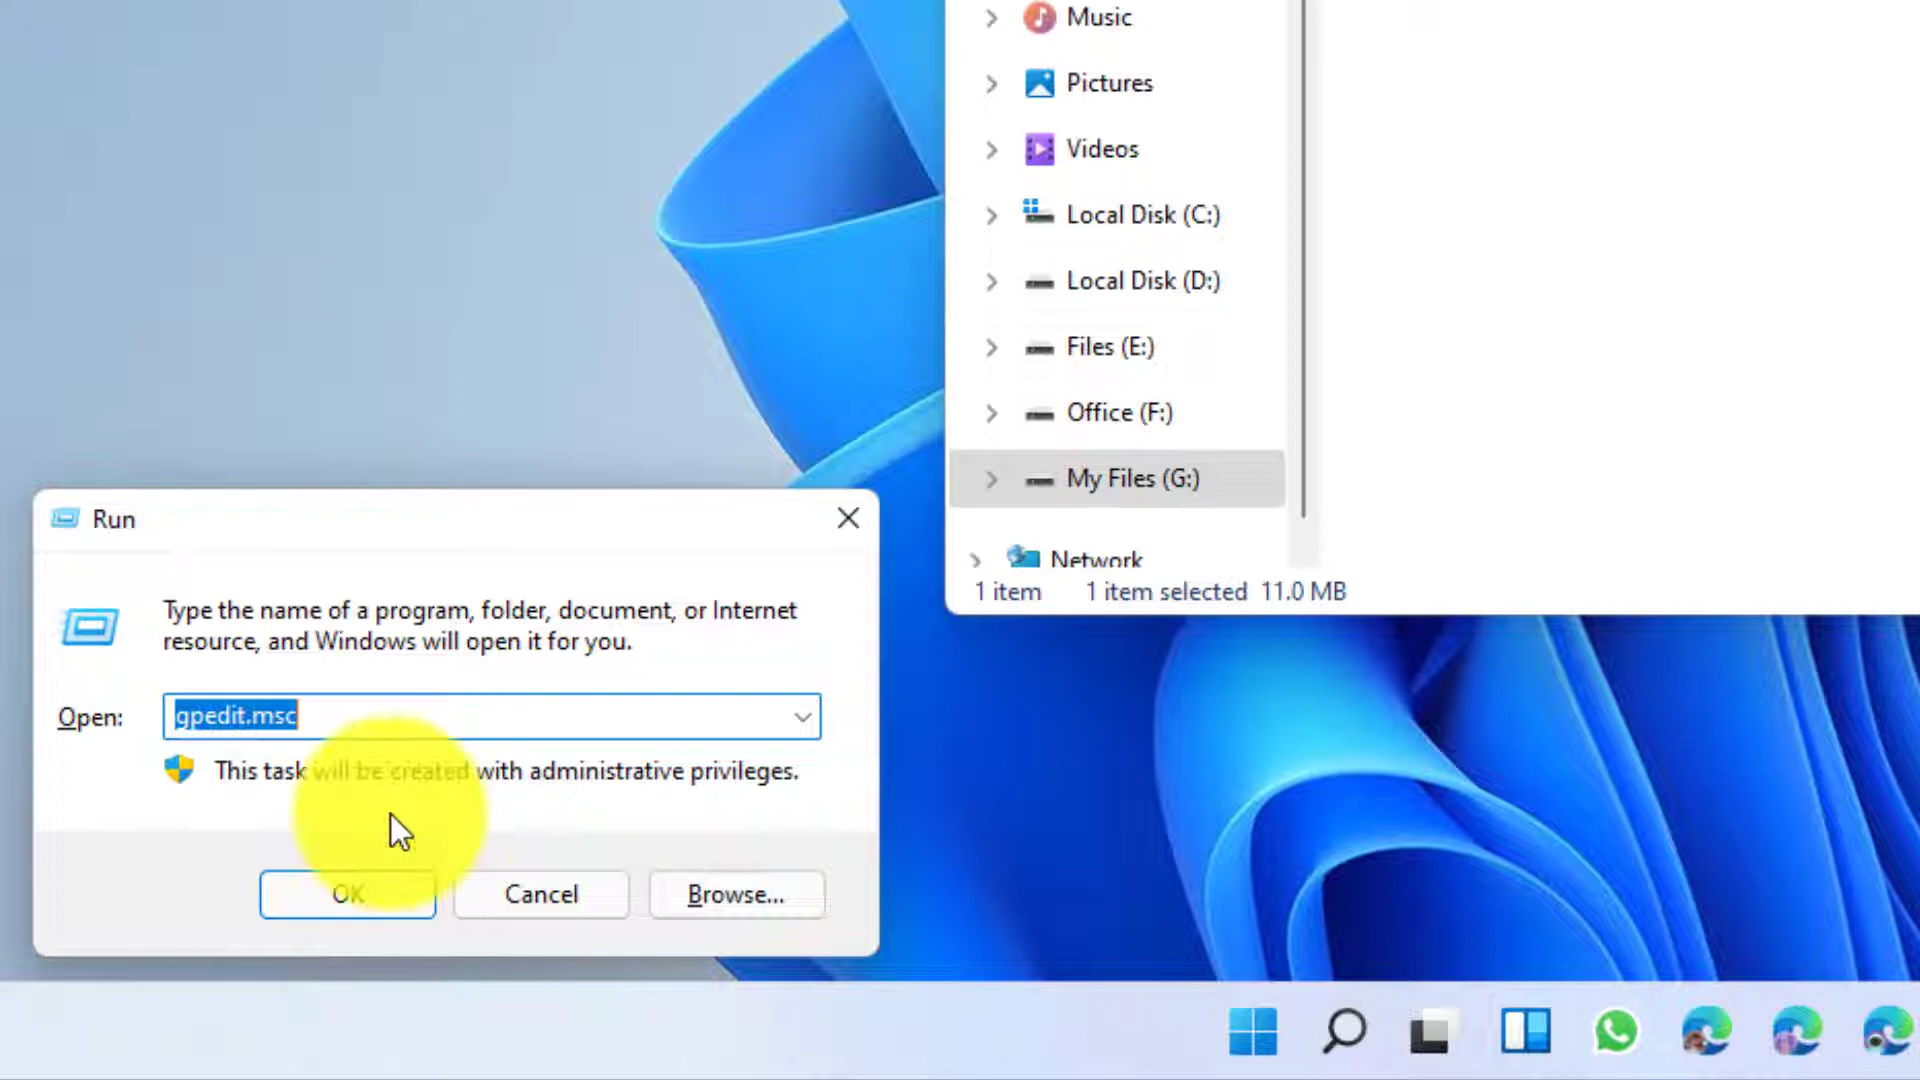 Music
Pictures
Videos
Local Disk (C:)
Local Disk (D:)
Files (E:)
Office (F:)
My Files (G:)
Network
1 item 1 item selected 11.0 MB
Run
Type the name of a program, folder, document, or Internet
resource, and Windows will open it for you.
Open: gpedit.msc
This task will be created with administrative privileges.
OK Cancel Browse...